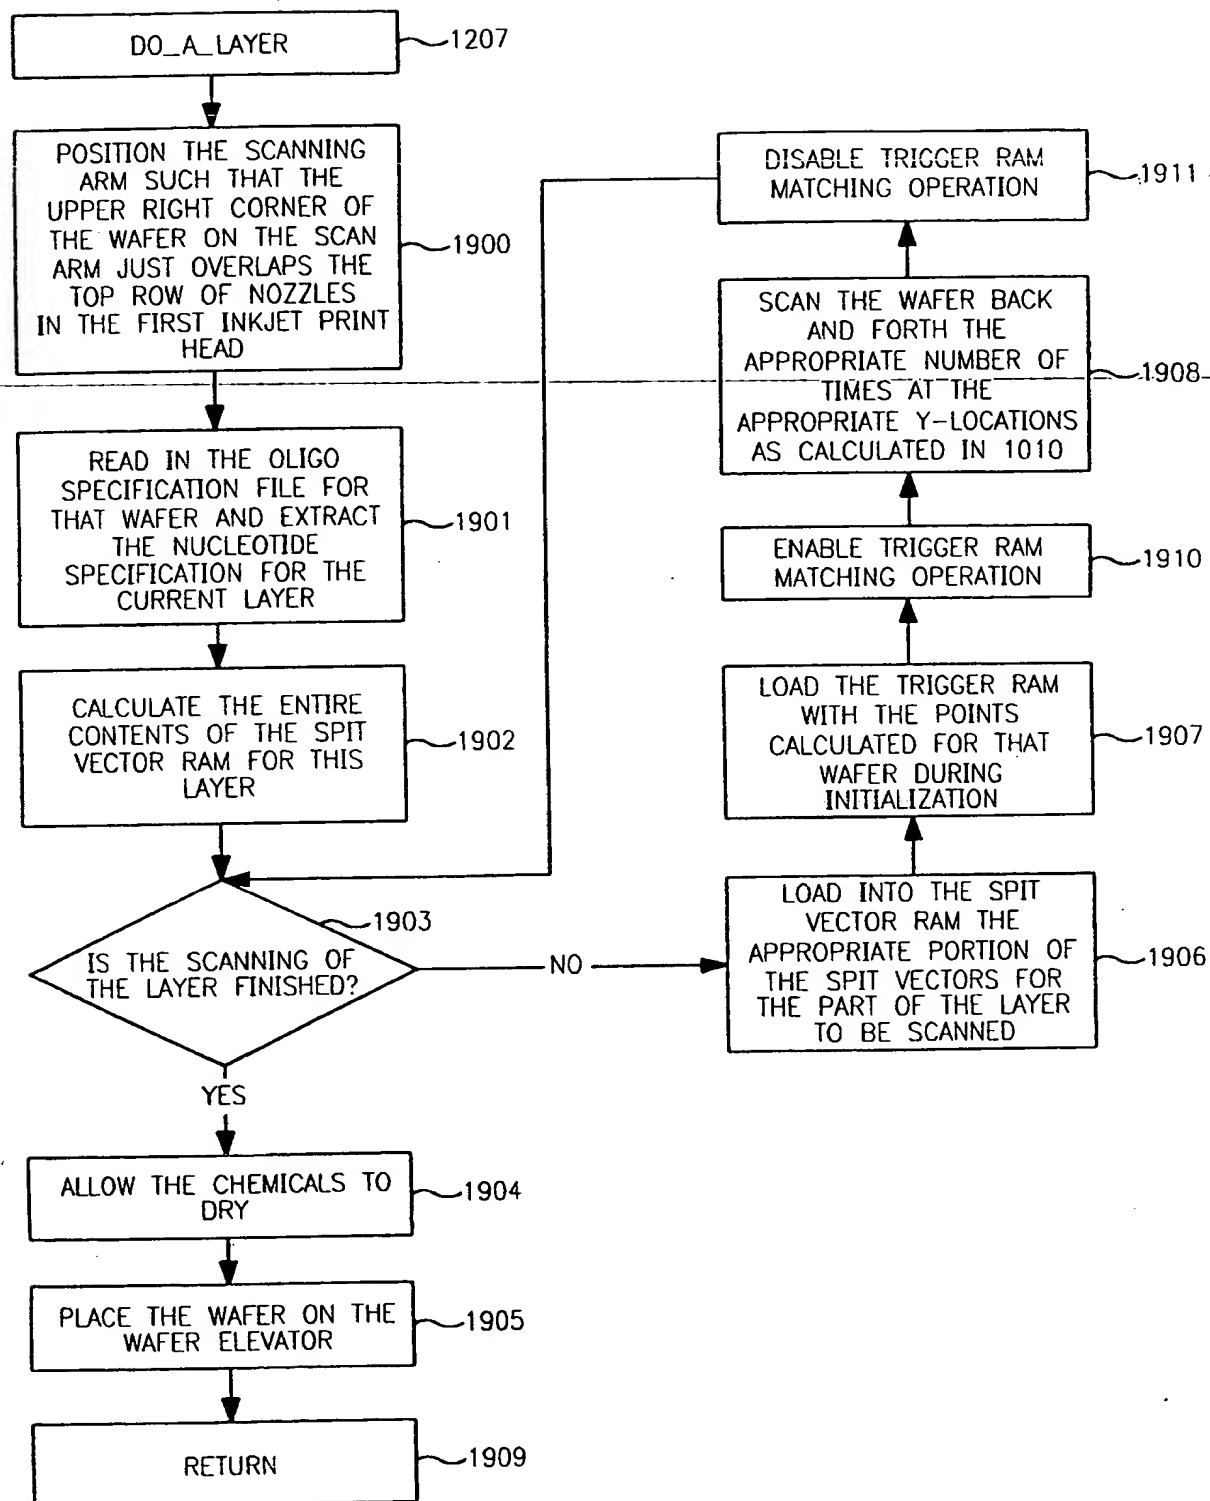 DO_A_LAYER
1207
POSITION THE SCANNING
ARM SUCH THAT THE
UPPER RIGHT CORNER OF
THE WAFER ON THE SCAN
ARM JUST OVERLAPS THE
TOP ROW OF NOZZLES
IN THE FIRST INKJET PRINT
HEAD
1900
READ IN THE OLIGO
SPECIFICATION FILE FOR
THAT WAFER AND EXTRACT
THE NUCLEOTIDE
SPECIFICATION FOR THE
CURRENT LAYER
1901
CALCULATE THE ENTIRE
CONTENTS OF THE SPIT
VECTOR RAM FOR THIS
LAYER
1902
IS THE SCANNING OF
THE LAYER FINISHED?
1903
NO
YES
ALLOW THE CHEMICALS TO
DRY
1904
PLACE THE WAFER ON THE
WAFER ELEVATOR
1905
RETURN
1909
DISABLE TRIGGER RAM
MATCHING OPERATION
1911
SCAN THE WAFER BACK
AND FORTH THE
APPROPRIATE NUMBER OF
TIMES AT THE
APPROPRIATE Y-LOCATIONS
AS CALCULATED IN 1010
1908
ENABLE TRIGGER RAM
MATCHING OPERATION
1910
LOAD THE TRIGGER RAM
WITH THE POINTS
CALCULATED FOR THAT
WAFER DURING
INITIALIZATION
1907
LOAD INTO THE SPIT
VECTOR RAM THE
APPROPRIATE PORTION OF
THE SPIT VECTORS FOR
THE PART OF THE LAYER
TO BE SCANNED
1906